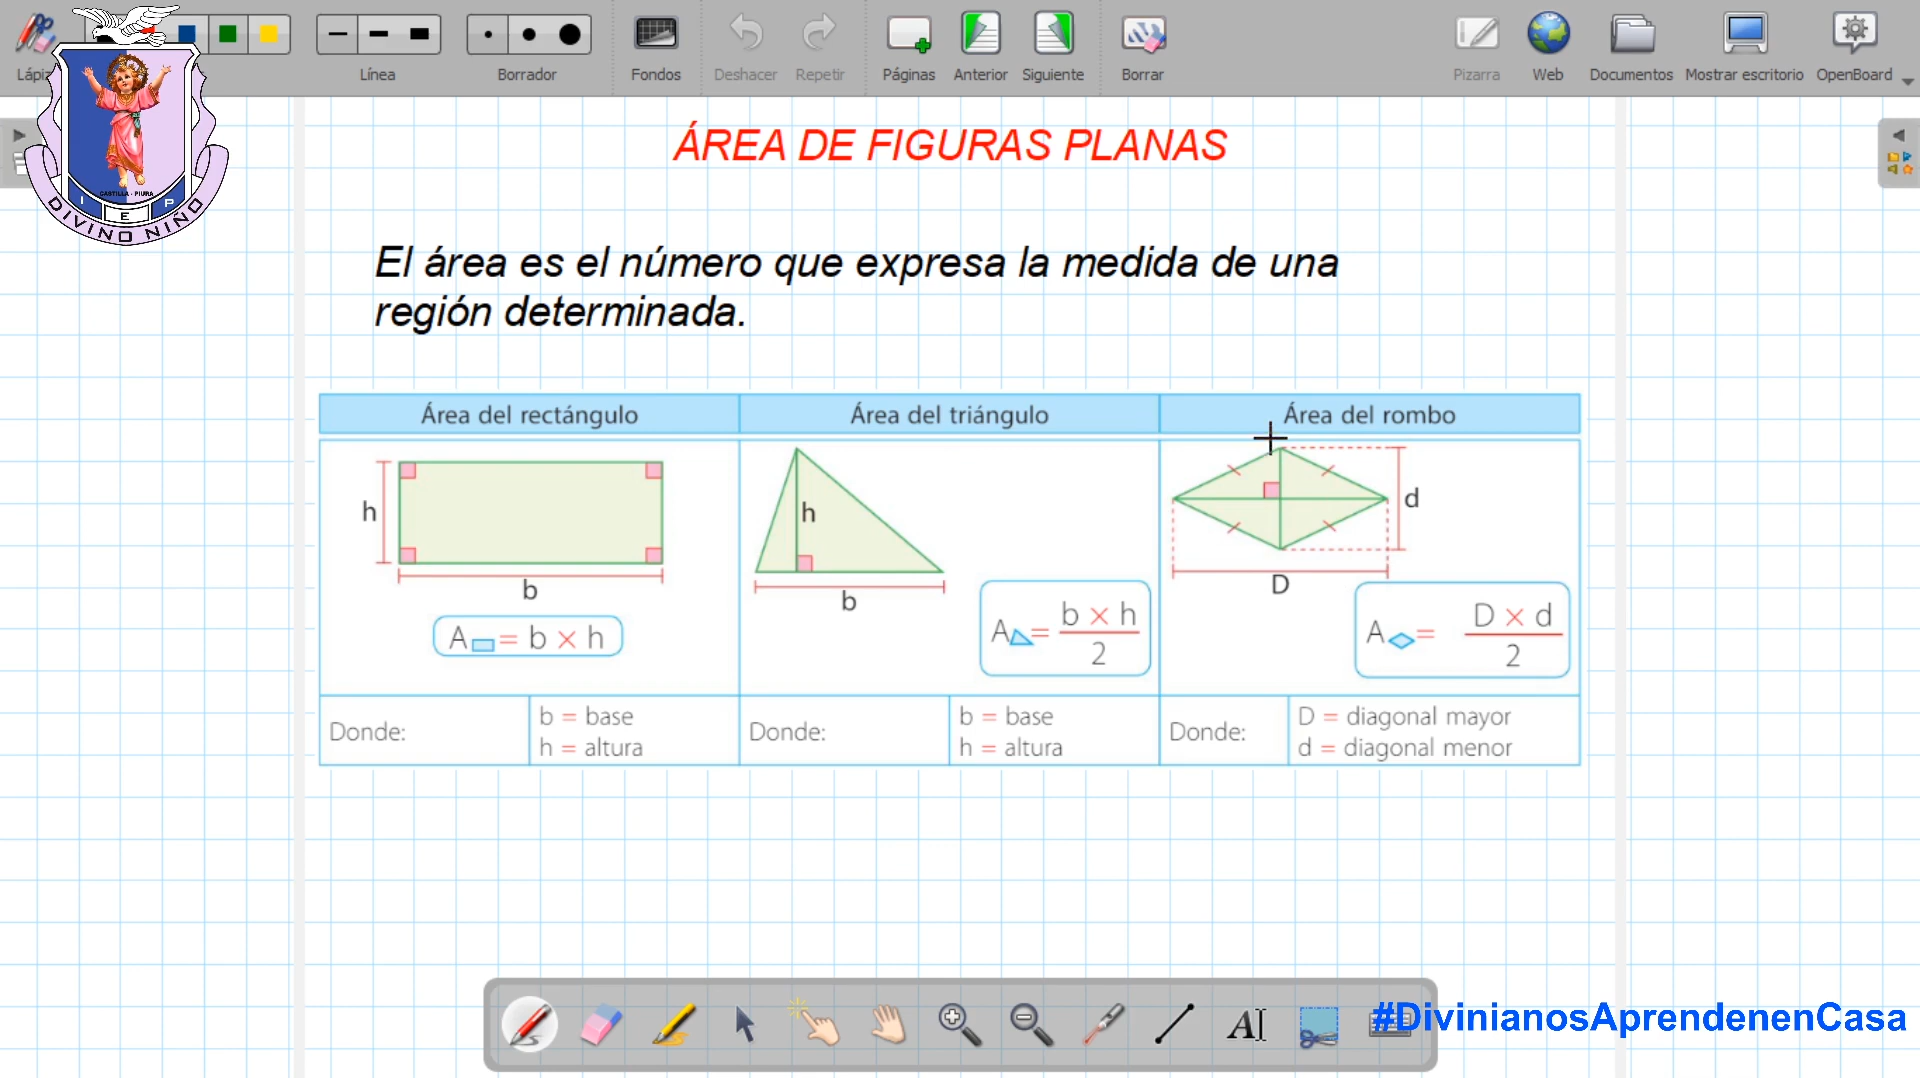 Línea
Borrador
Fondos
Deshacer
Repetir
Páginas
Anterior
Siguiente
Borrar
Pizarra
Web
Documentos
Mostrar escritorio
OpenBoard
CASTILLA - PIURA
I E P
DIVINO NIÑO
ÁREA DE FIGURAS PLANAS
El área es el número que expresa la medida de una
región determinada.
Área del rectángulo
h
b
A = b × h
Donde:
b = base
h = altura
Área del triángulo
h
b
A = b × h / 2
Donde:
b = base
h = altura
Área del rombo
d
D
A = D × d / 2
Donde:
D = diagonal mayor
d = diagonal menor
#DivinianosAprendenenCasa